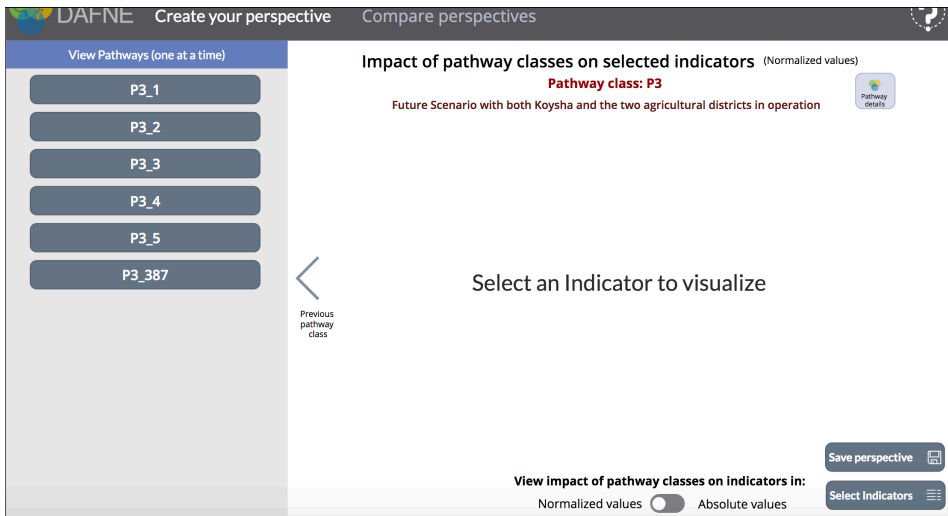 DAFNE Create your perspective Compare perspectives
?
View Pathways (one at a time)
P3_1
P3_2
P3_3
P3_4
P3_5
P3_387
Impact of pathway classes on selected indicators (Normalized values)
Pathway class: P3
Future Scenario with both Koysha and the two agricultural districts in operation
Pathway
details
Previous
pathway
class
Select an Indicator to visualize
Save perspective
View impact of pathway classes on indicators in:
Normalized values Absolute values
Select Indicators